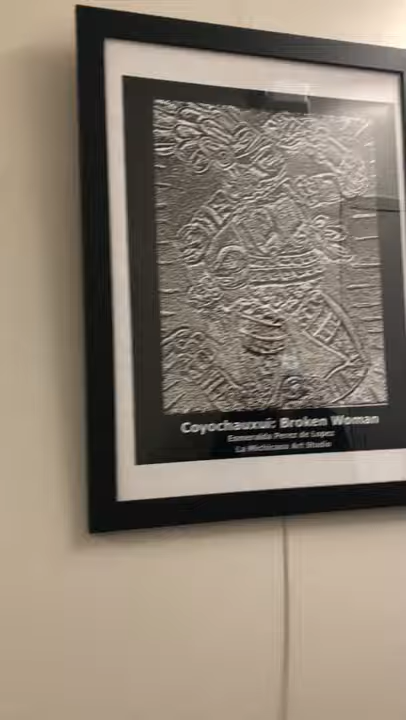 Coyochauxui: Broken Woman
Esmeralda Perez de Lopez
La Michicana Art Studio